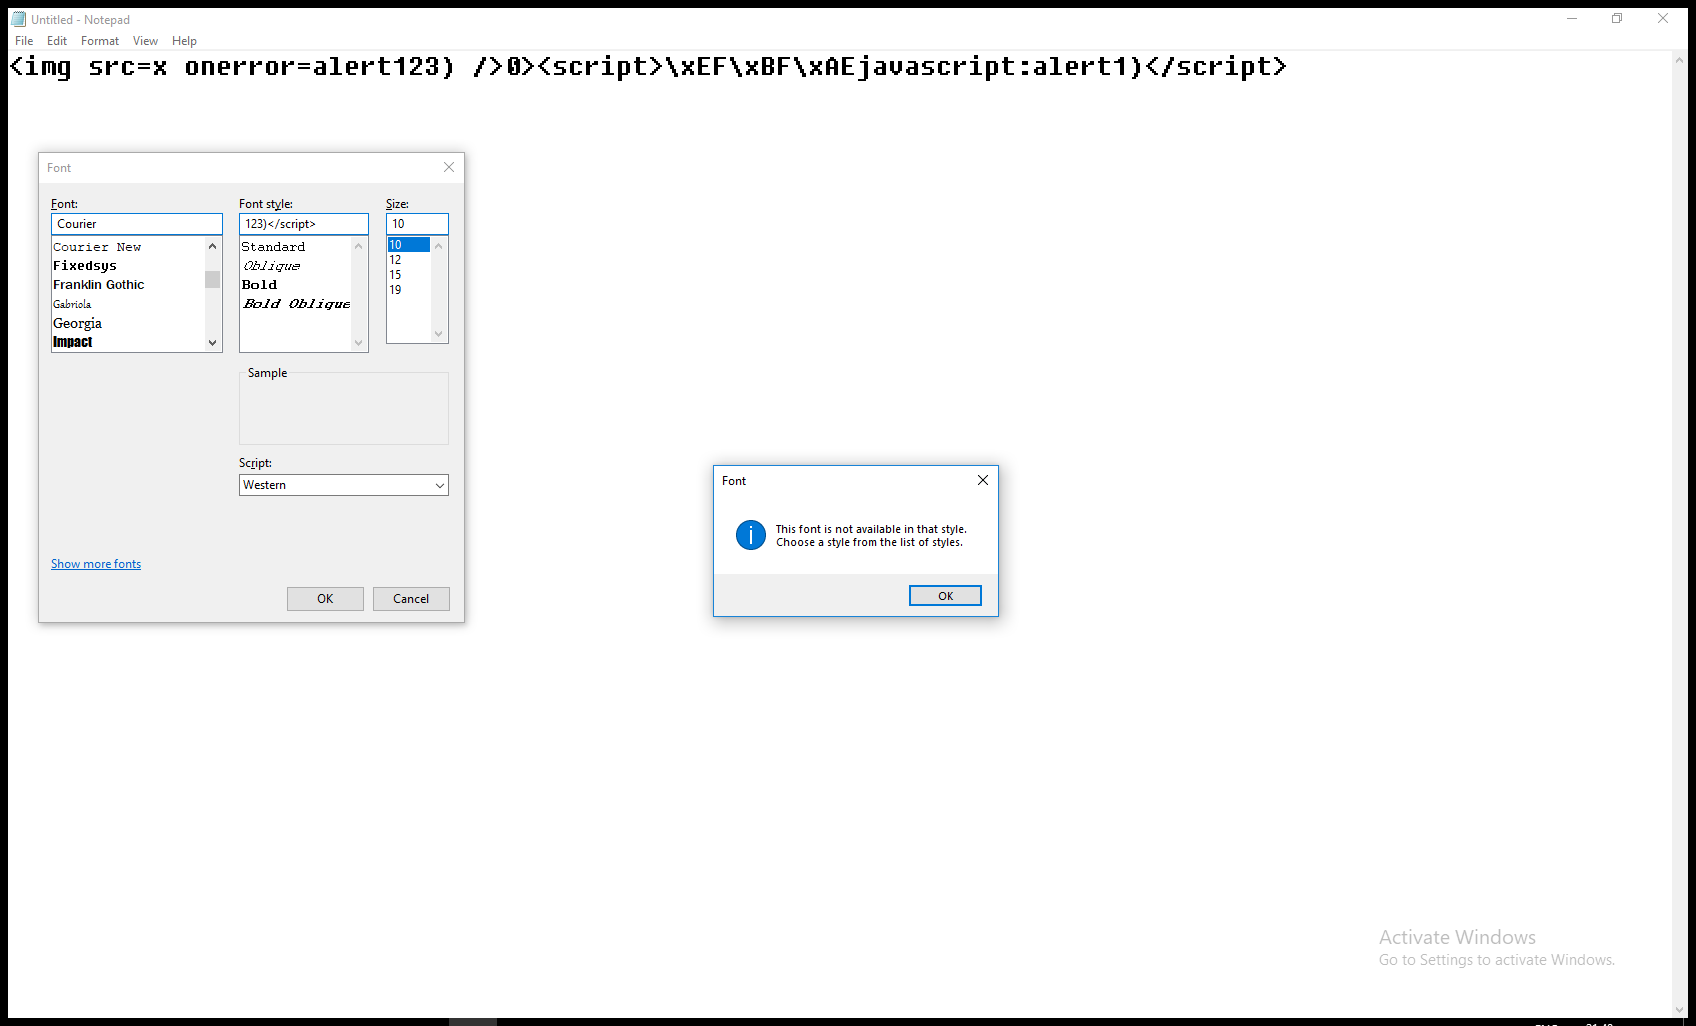 Untitled - Notepad
File Edit Format View Help
<img src=x onerror=alert123) />0><script>\xEF\xBF\xAEjavascript:alert1)</script>
Font
Font: Font style: Size:
Courier 123)</script> 10
Courier New Standard 10
Fixedsys Oblique 12
Franklin Gothic Bold 15
Gabriola Bold Oblique 19
Georgia
Impact
Sample
Script:
Western
Show more fonts
OK Cancel
Font
This font is not available in that style.
Choose a style from the list of styles.
OK
Activate Windows
Go to Settings to activate Windows.